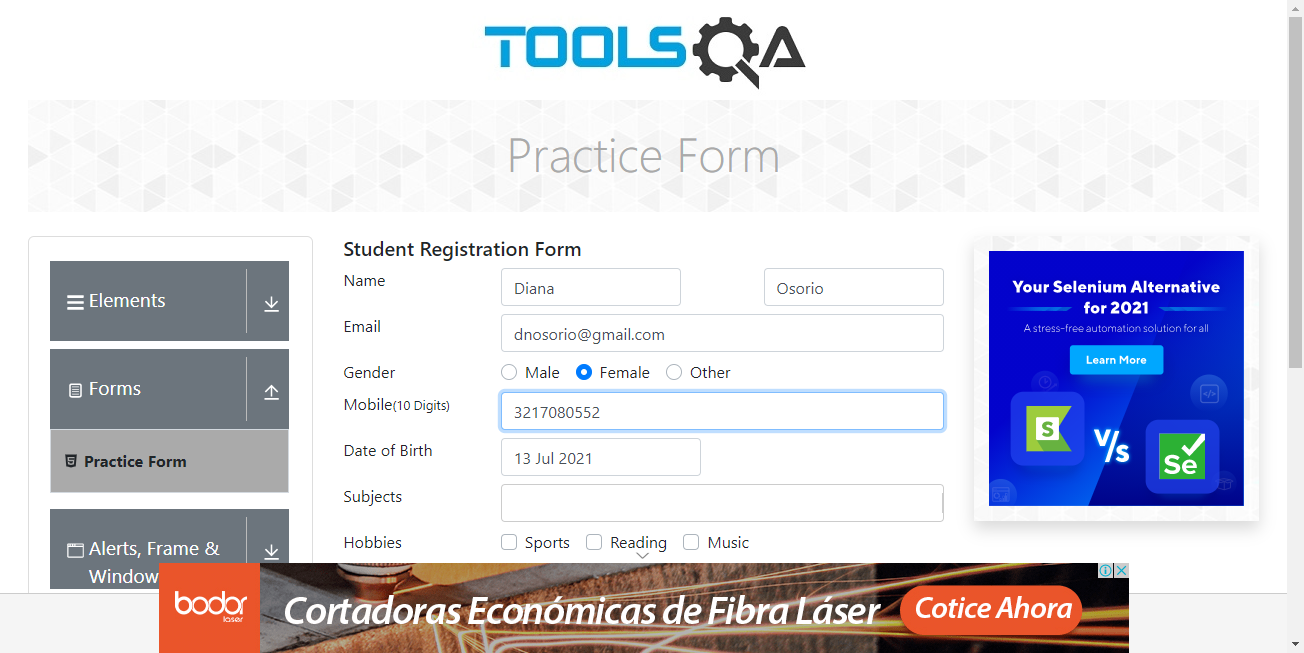 TOOLSQA
Practice Form
Elements
Forms
Practice Form
Alerts, Frame &
Window
Student Registration Form
Name
Diana
Osorio
Email
dnosorio@gmail.com
Gender
Male
Female
Other
Mobile(10 Digits)
3217080552
Date of Birth
13 Jul 2021
Subjects
Hobbies
Sports
Reading
Music
Your Selenium Alternative
for 2021
A stress-free automation solution for all
Learn More
S
V/s
Se
bodor
laser
Cortadoras Económicas de Fibra Láser
Cotice Ahora